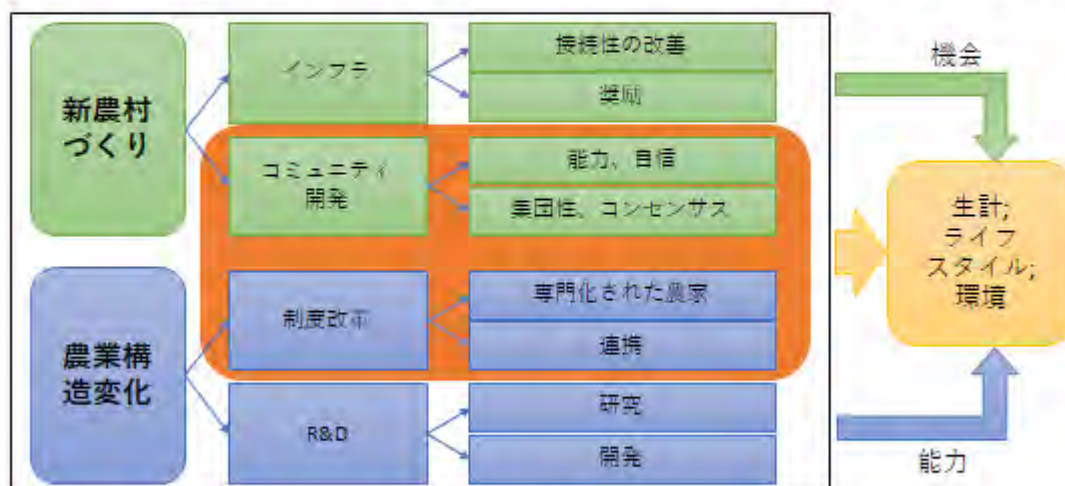 新農村
づくり
インフラ
接続性の改善
奨励
コミュニティ
開発
能力、自信
集団性、コンセンサス
農業構
造変化
制度改革
専門化された農家
連携
R&D
研究
開発
機会
生計;
ライフ
スタイル;
環境
能力